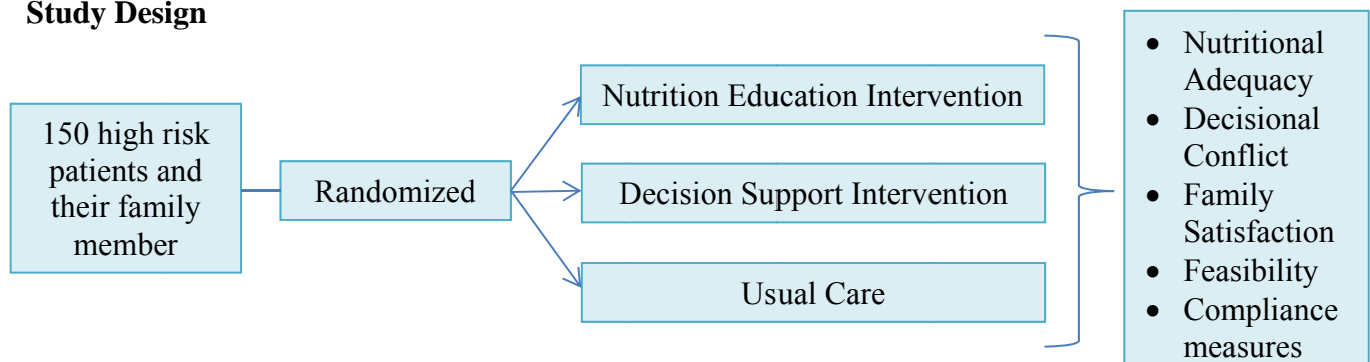 Study Design
150 high risk
patients and
their family
member
Randomized
Nutrition Education Intervention
Decision Support Intervention
Usual Care
• Nutritional
Adequacy
• Decisional
Conflict
• Family
Satisfaction
• Feasibility
• Compliance
measures